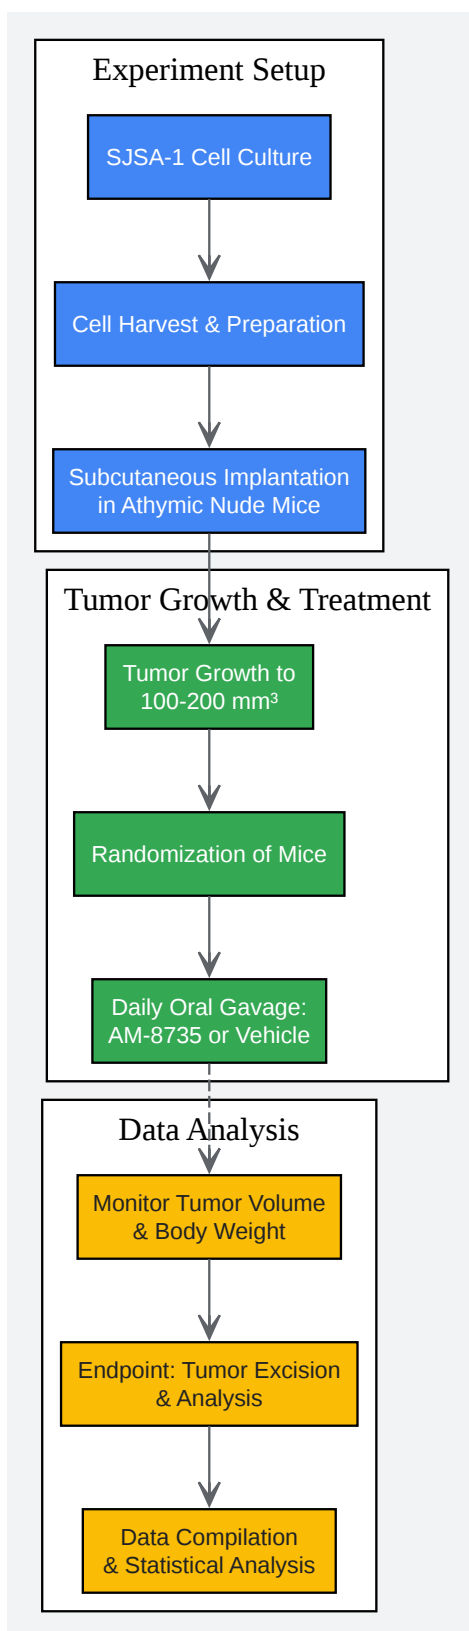 Experiment Setup
SJSA-1 Cell Culture
Cell Harvest & Preparation
Subcutaneous Implantation
in Athymic Nude Mice
Tumor Growth & Treatment
Tumor Growth to
100-200 mm³
Randomization of Mice
Daily Oral Gavage:
AM-8735 or Vehicle
Data Analysis
Monitor Tumor Volume
& Body Weight
Endpoint: Tumor Excision
& Analysis
Data Compilation
& Statistical Analysis